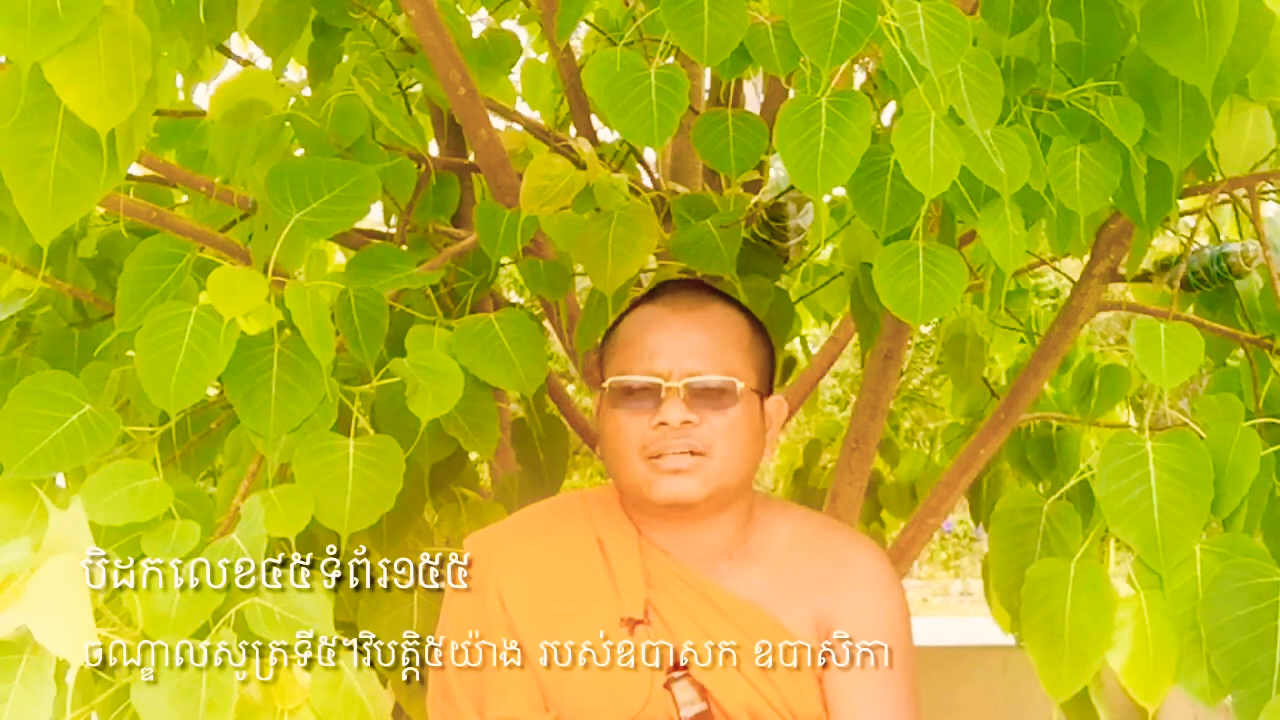 បិដកលេខ៤៥ទំព័រ១៥៥
ចណ្ឌាលសូត្រទី៥។វិបត្តិ៥យ៉ាង របស់ឧបាសក ឧបាសិកា